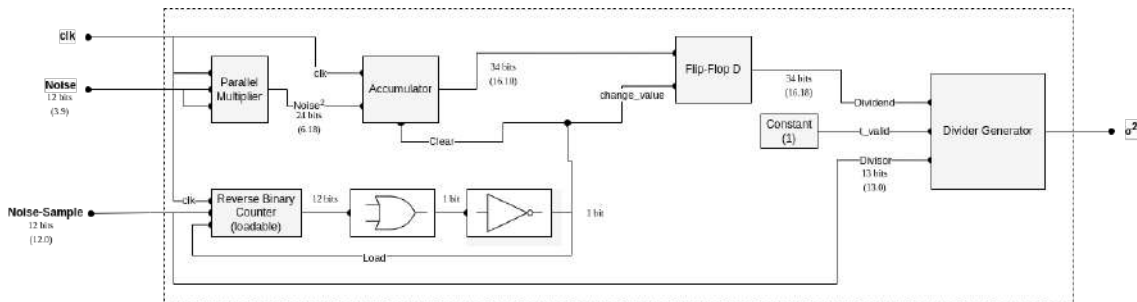 clk
Noise
12 bits
(3.9)
Parallel
Multiplier
Noise²
24 bits
(6.18)
clk
Accumulator
Clear
34 bits
(16.18)
change_value
Flip-Flop D
34 bits
(16.18)
Dividend
Constant
(1)
t_valid
Divisor
13 bits
(13.0)
Divider Generator
σ²
Noise-Sample
12 bits
(12.0)
clk
Reverse Binary
Counter
(loadable)
12 bits
1 bit
1 bit
Load